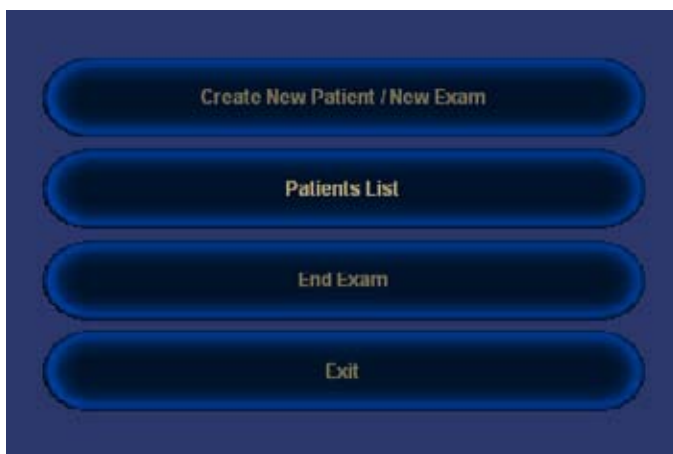 Create New Patient / New Exam
Patients List
End Exam
Exit